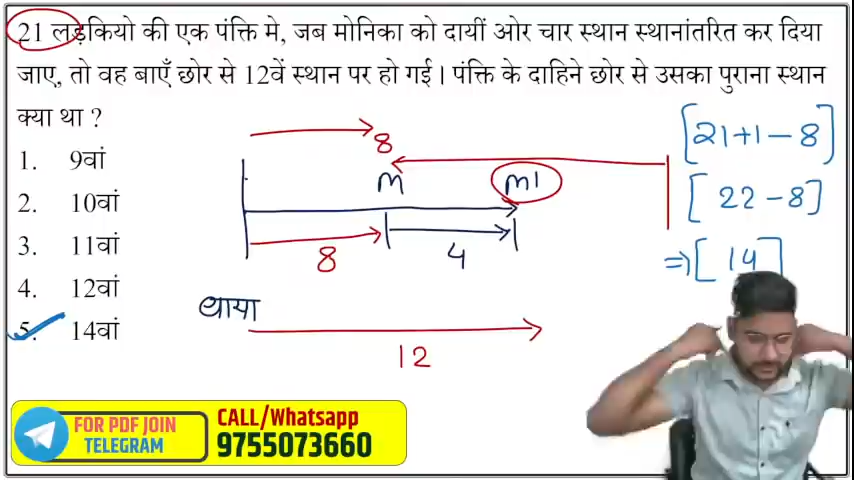 21 लड़कियो की एक पंक्ति मे, जब मोनिका को दायीं ओर चार स्थान स्थानांतरित कर दिया
जाए, तो वह बाएँ छोर से 12वें स्थान पर हो गई। पंक्ति के दाहिने छोर से उसका पुराना स्थान
क्या था ?
1. 9वां
2. 10वां
3. 11वां
4. 12वां
5. 14वां
8
M M1
8 4
12
[21+1-8]
[22-8]
⇒[14]
FOR PDF JOIN
TELEGRAM
CALL/Whatsapp
9755073660